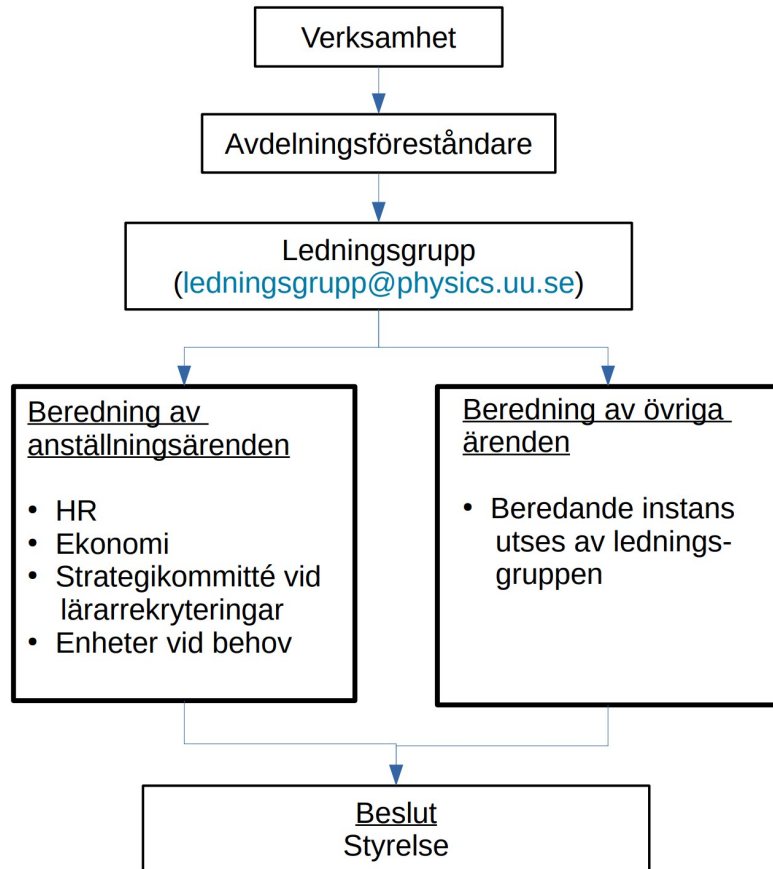 Verksamhet
Avdelningsföreståndare
Ledningsgrupp
(ledningsgrupp@physics.uu.se)
Beredning av
anställningsärenden
• HR
• Ekonomi
• Strategikommitté vid
lärarrekryteringar
• Enheter vid behov
Beredning av övriga
ärenden
• Beredande instans
utses av lednings-
gruppen
Beslut
Styrelse